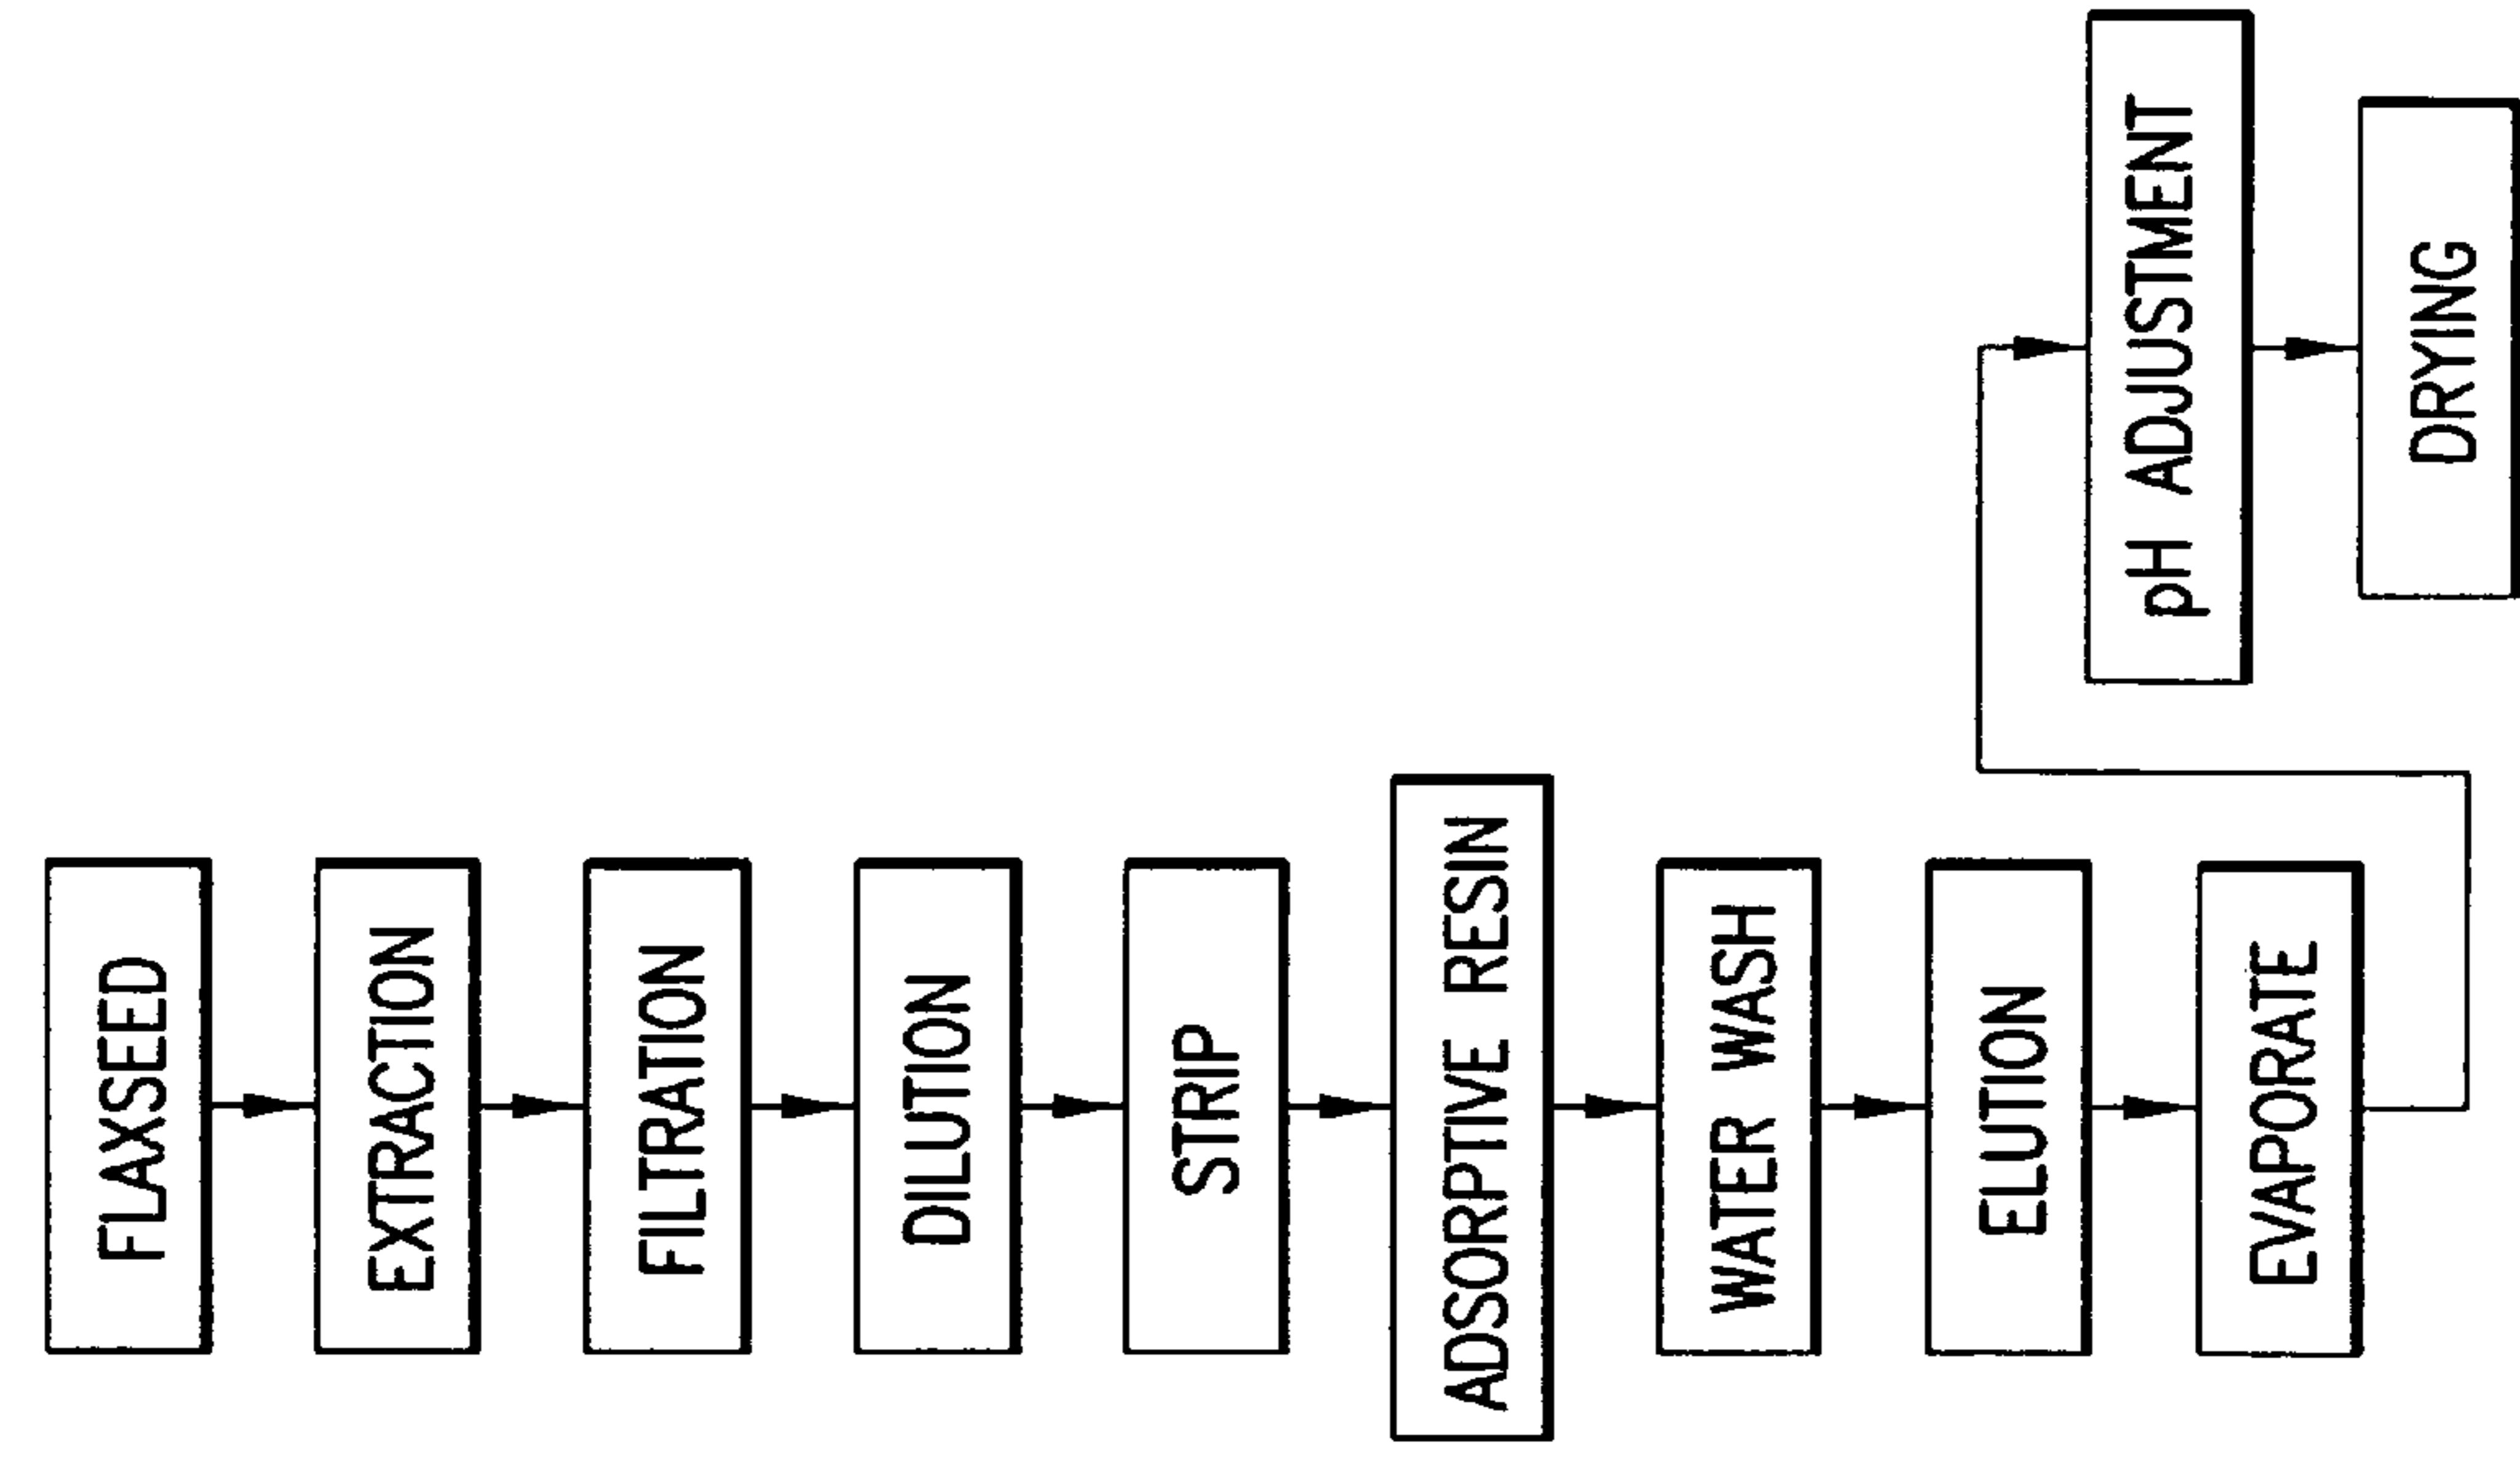 FLAXSEED
EXTRACTION
FILTRATION
DILUTION
STRIP
ADSORPTIVE RESIN
WATER WASH
ELUTION
EVAPORATE
pH ADJUSTMENT
DRYING